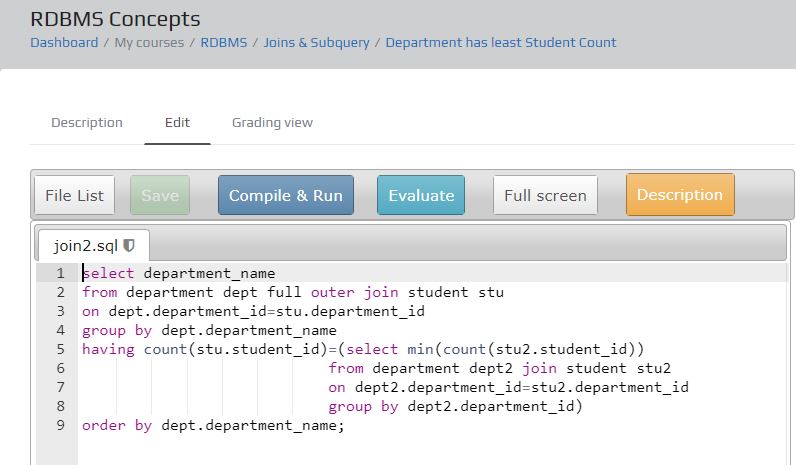 RDBMS Concepts
Dashboard / My courses / RDBMS / Joins & Subquery / Department has least Student Count
Description Edit Grading view
File List Save Compile & Run Evaluate Full screen Description
join2.sql
1 select department_name
2 from department dept full outer join student stu
3 on dept.department_id=stu.department_id
4 group by dept.department_name
5 having count(stu.student_id)=(select min(count(stu2.student_id))
6 from department dept2 join student stu2
7 on dept2.department_id=stu2.department_id
8 group by dept2.department_id)
9 order by dept.department_name;